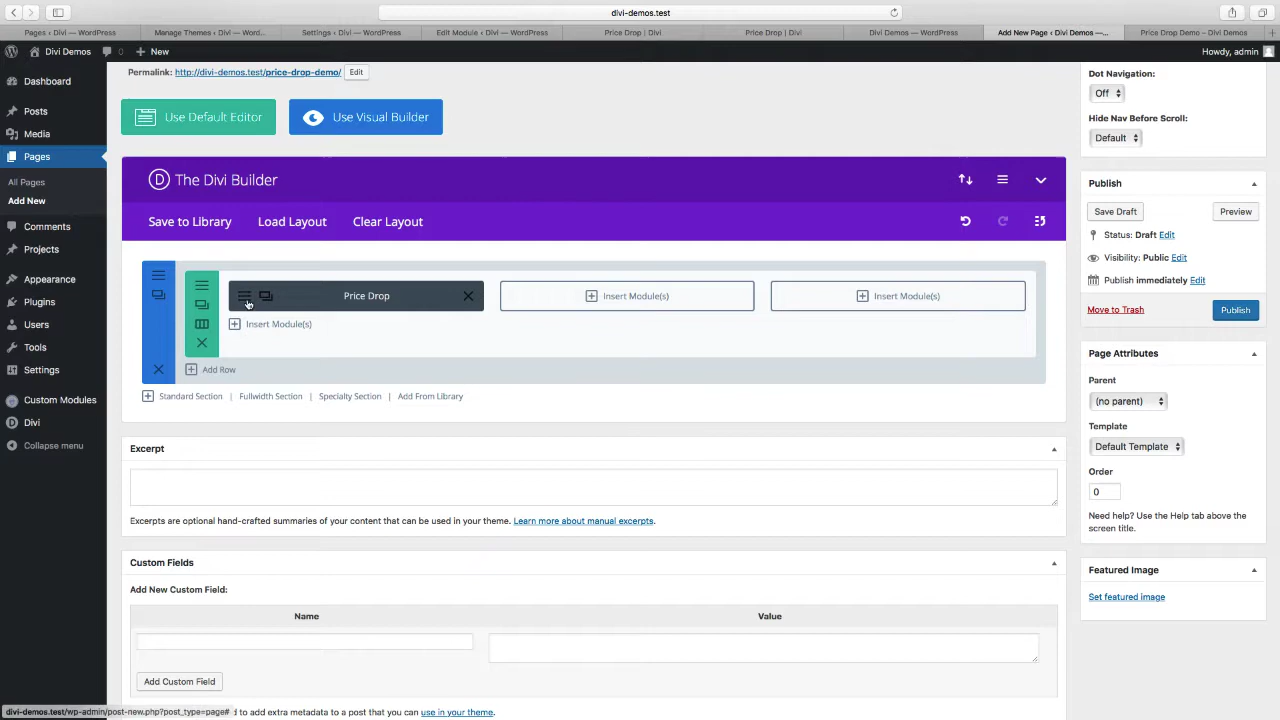 divi-demos.test
Pages ‹ Divi — WordPress
Manage Themes ‹ Divi — Word...
Settings ‹ Divi — WordPress
Edit Module ‹ Divi — WordPress
Price Drop | Divi
Price Drop | Divi
Divi Demos — WordPress
Add New Page ‹ Divi Demos —...
Price Drop Demo – Divi Demos
Divi Demos
0
New
Howdy, admin
Dashboard
Posts
Media
Pages
All Pages
Add New
Comments
Projects
Appearance
Plugins
Users
Tools
Settings
Custom Modules
Divi
Collapse menu
Permalink: http://divi-demos.test/price-drop-demo/ Edit
Use Default Editor
Use Visual Builder
D The Divi Builder
Save to Library
Load Layout
Clear Layout
Price Drop
Insert Module(s)
Insert Module(s)
Insert Module(s)
Add Row
Standard Section | Fullwidth Section | Specialty Section | Add From Library
Excerpt
Excerpts are optional hand-crafted summaries of your content that can be used in your theme. Learn more about manual excerpts.
Custom Fields
Add New Custom Field:
Name
Value
Add Custom Field
d to add extra metadata to a post that you can use in your theme.
divi-demos.test/wp-admin/post-new.php?post_type=page#
Dot Navigation:
Off
Hide Nav Before Scroll:
Default
Publish
Save Draft
Preview
Status: Draft Edit
Visibility: Public Edit
Publish immediately Edit
Move to Trash
Publish
Page Attributes
Parent
(no parent)
Template
Default Template
Order
0
Need help? Use the Help tab above the
screen title.
Featured Image
Set featured image